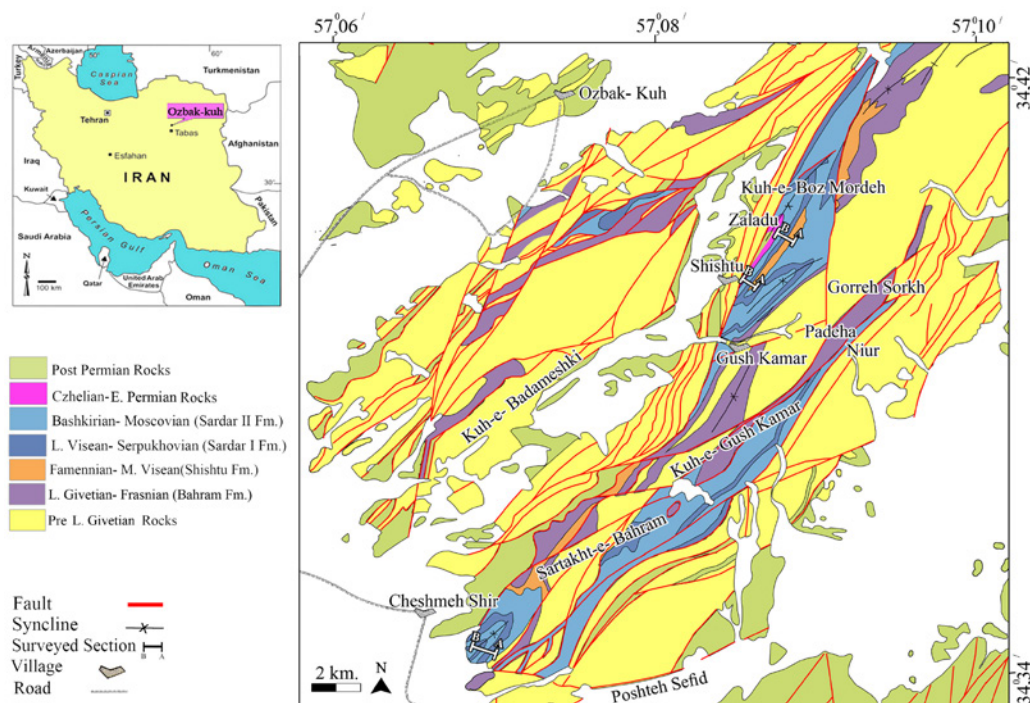 60°
50°
30°
Turkey
Armenia
Azarbaijan
Caspian
Sea
Turkmenistan
Tehran
Ozbak-kuh
Tabas
Afghanistan
Esfahan
Iraq
IRAN
Kuwait
Pakistan
Saudi Arabia
Persian Gulf
N
S
100 km
Qatar
United Arab
Emirates
Oman Sea
Oman
Post Permian Rocks
Czhelian-E. Permian Rocks
Bashkirian- Moscovian (Sardar II Fm.)
L. Visean- Serpukhovian (Sardar I Fm.)
Famennian- M. Visean(Shishtu Fm.)
L. Givetian- Frasnian (Bahram Fm.)
Pre L. Givetian Rocks
Fault
Syncline
Surveyed Section
B A
Village
Road
57°06′
57°08′
57°10′
34°42′
34°34′
Ozbak- Kuh
Kuh-e- Boz Mordeh
Zaladu
B A
Shishtu
B A
Gorreh Sorkh
Padeha
Niur
Gush Kamar
Kuh-e- Badameshki
Kuh-e- Gush Kamar
Sartakht-e- Bahram
Cheshmeh Shir
B A
2 km.
N
Poshteh Sefid